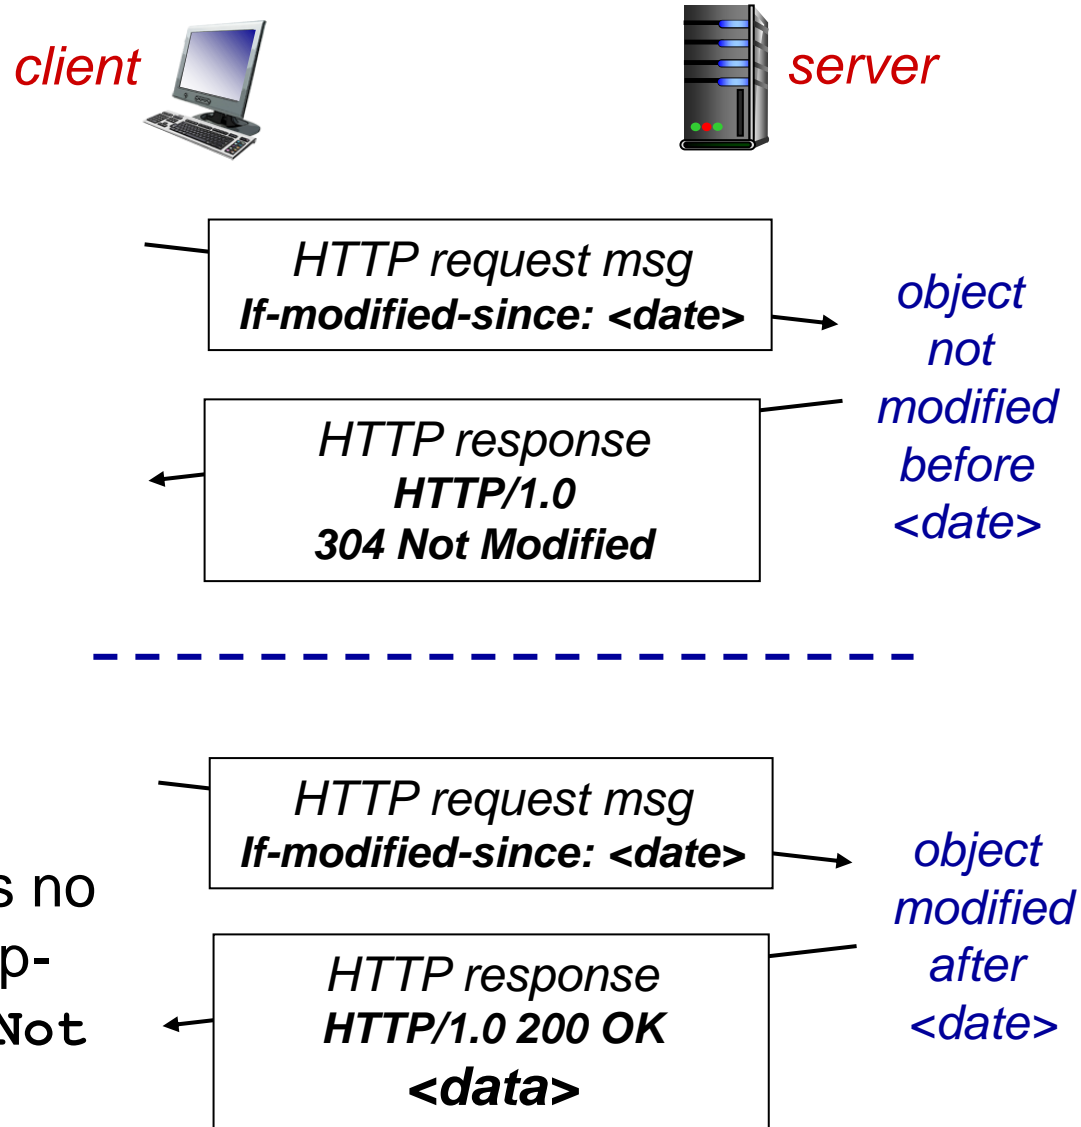 client
server
HTTP request msg
If-modified-since: <date>
object
not
modified
before
<date>
HTTP response
HTTP/1.0
304 Not Modified
HTTP request msg
If-modified-since: <date>
object
modified
after
<date>
s no
p-
Not
HTTP response
HTTP/1.0 200 OK
<data>